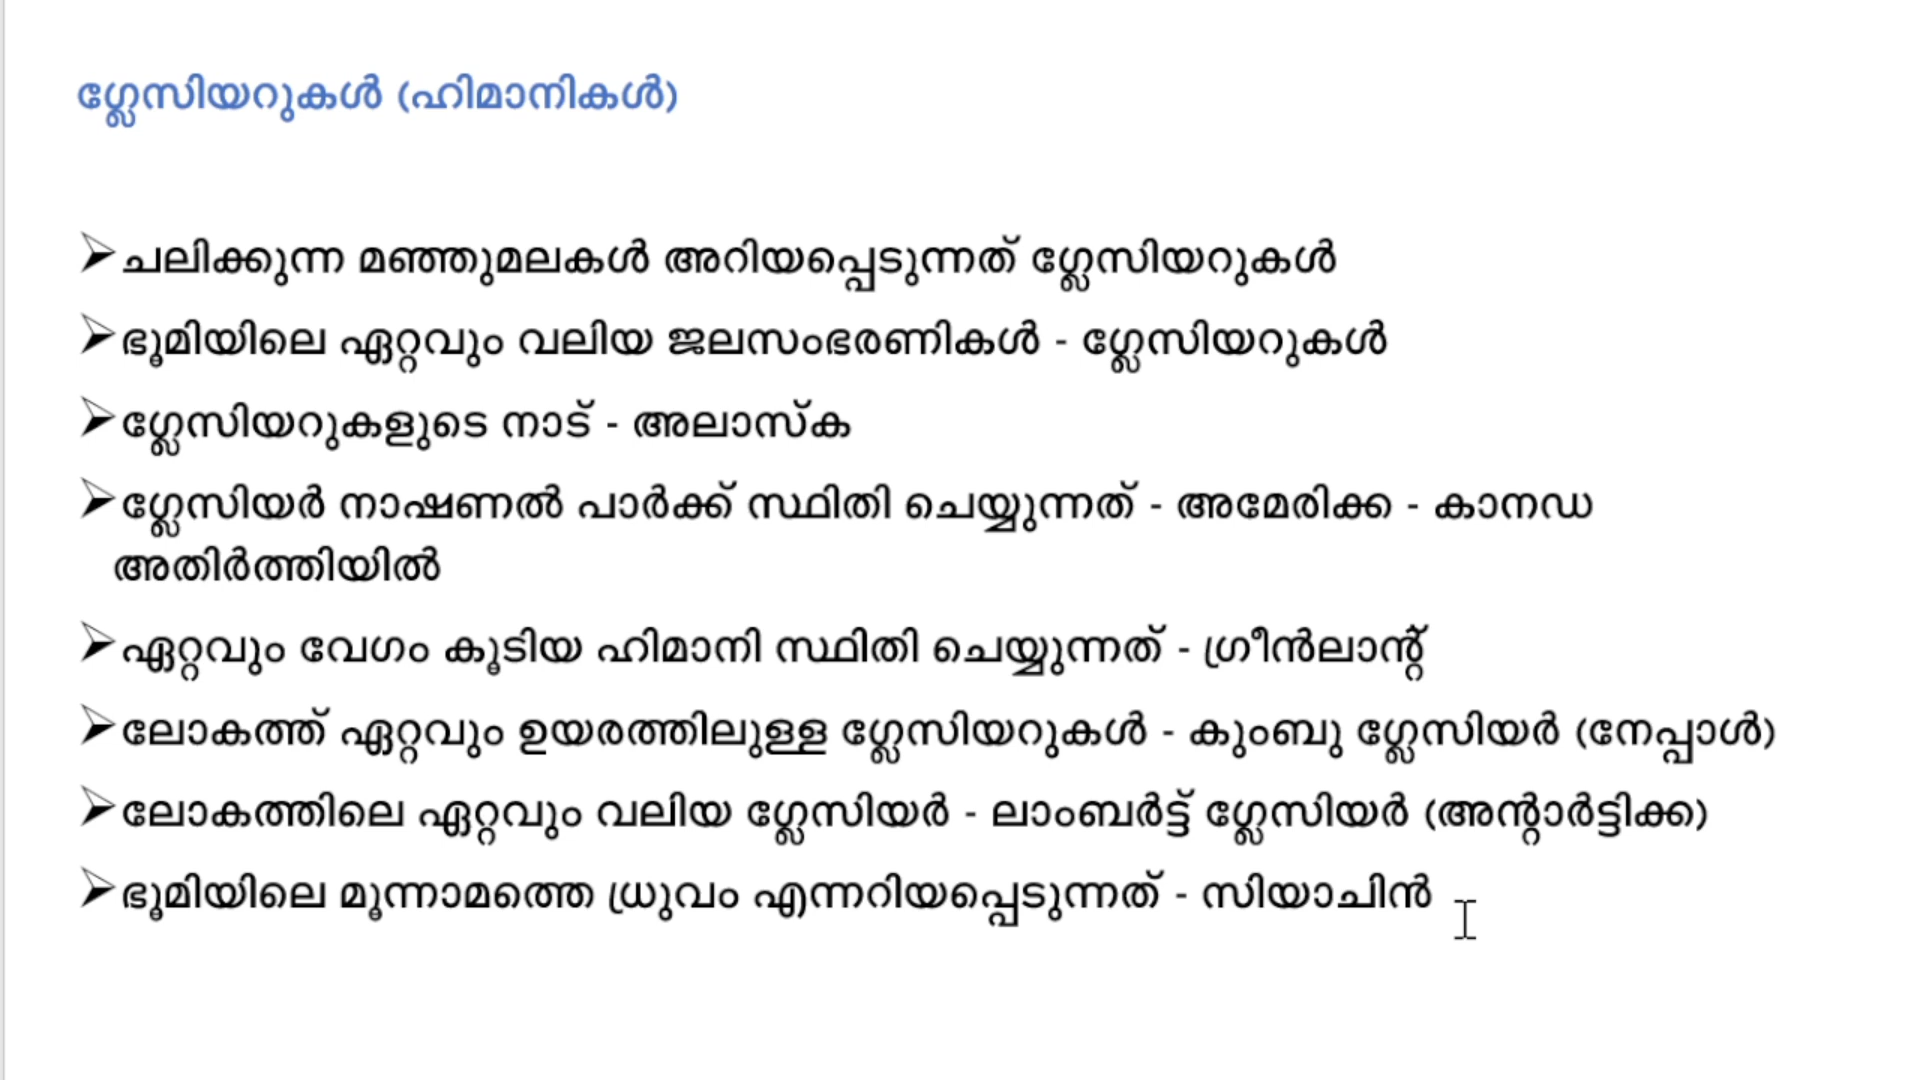 ഗ്ലേസിയറുകൾ (ഹിമാനികൾ)
➢ചലിക്കുന്ന മഞ്ഞുമലകൾ അറിയപ്പെടുന്നത് ഗ്ലേസിയറുകൾ
➢ഭൂമിയിലെ ഏറ്റവും വലിയ ജലസംഭരണികൾ - ഗ്ലേസിയറുകൾ
➢ഗ്ലേസിയറുകളുടെ നാട് - അലാസ്ക
➢ഗ്ലേസിയർ നാഷണൽ പാർക്ക് സ്ഥിതി ചെയ്യുന്നത് - അമേരിക്ക - കാനഡ
അതിർത്തിയിൽ
➢ഏറ്റവും വേഗം കൂടിയ ഹിമാനി സ്ഥിതി ചെയ്യുന്നത് - ഗ്രീൻലാന്റ്
➢ലോകത്ത് ഏറ്റവും ഉയരത്തിലുള്ള ഗ്ലേസിയറുകൾ - കുംബു ഗ്ലേസിയർ (നേപ്പാൾ)
➢ലോകത്തിലെ ഏറ്റവും വലിയ ഗ്ലേസിയർ - ലാംബർട്ട് ഗ്ലേസിയർ (അന്റാർട്ടിക്ക)
➢ഭൂമിയിലെ മൂന്നാമത്തെ ധ്രുവം എന്നറിയപ്പെടുന്നത് - സിയാചിൻ